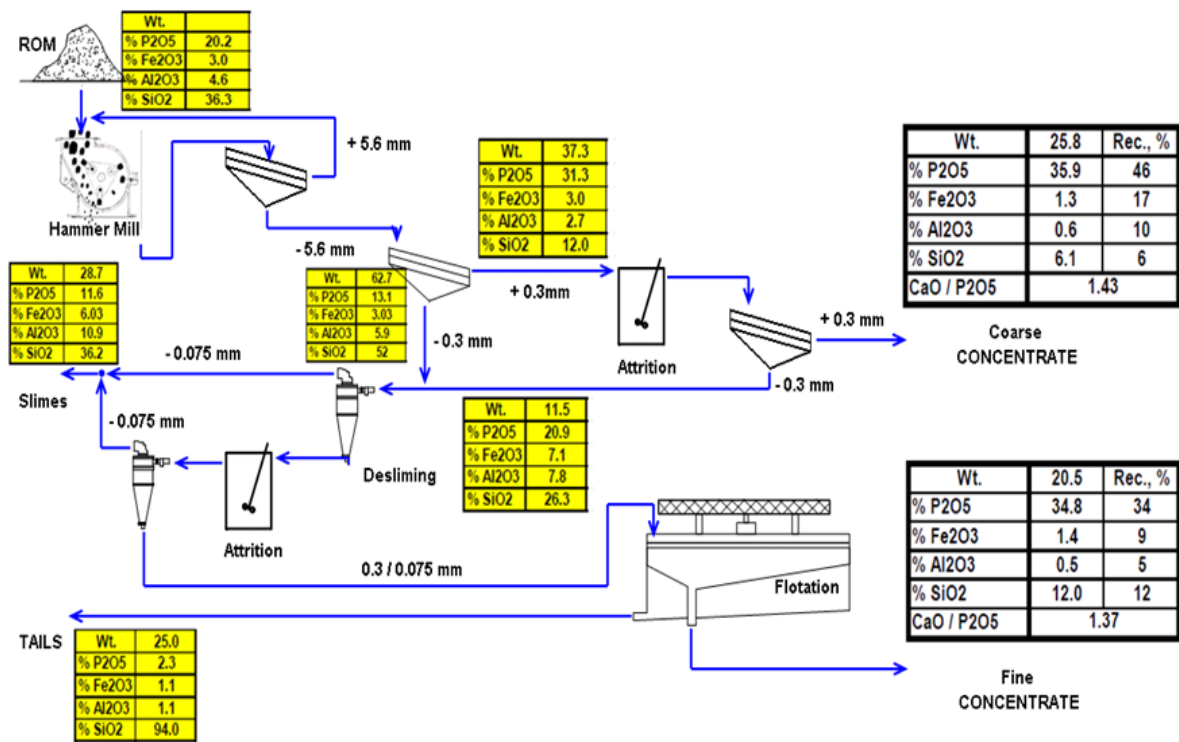 ROM
Wt.
% P2O5 20.2
% Fe2O3 3.0
% Al2O3 4.6
% SiO2 36.3
+ 5.6 mm
Hammer Mill
- 5.6 mm
Wt. 37.3
% P2O5 31.3
% Fe2O3 3.0
% Al2O3 2.7
% SiO2 12.0
+ 0.3mm
Attrition
Wt. 25.8 Rec., %
% P2O5 35.9 46
% Fe2O3 1.3 17
% Al2O3 0.6 10
% SiO2 6.1 6
CaO / P2O5 1.43
+ 0.3 mm
Coarse
CONCENTRATE
- 0.3 mm
Wt. 28.7
% P2O5 11.6
% Fe2O3 6.03
% Al2O3 10.9
% SiO2 36.2
Slimes
Wt. 62.7
% P2O5 13.1
% Fe2O3 3.03
% Al2O3 5.9
% SiO2 52
- 0.3 mm
- 0.075 mm
- 0.075 mm
Desliming
Attrition
Wt. 11.5
% P2O5 20.9
% Fe2O3 7.1
% Al2O3 7.8
% SiO2 26.3
0.3 / 0.075 mm
Flotation
Wt. 20.5 Rec., %
% P2O5 34.8 34
% Fe2O3 1.4 9
% Al2O3 0.5 5
% SiO2 12.0 12
CaO / P2O5 1.37
Fine
CONCENTRATE
TAILS
Wt. 25.0
% P2O5 2.3
% Fe2O3 1.1
% Al2O3 1.1
% SiO2 94.0